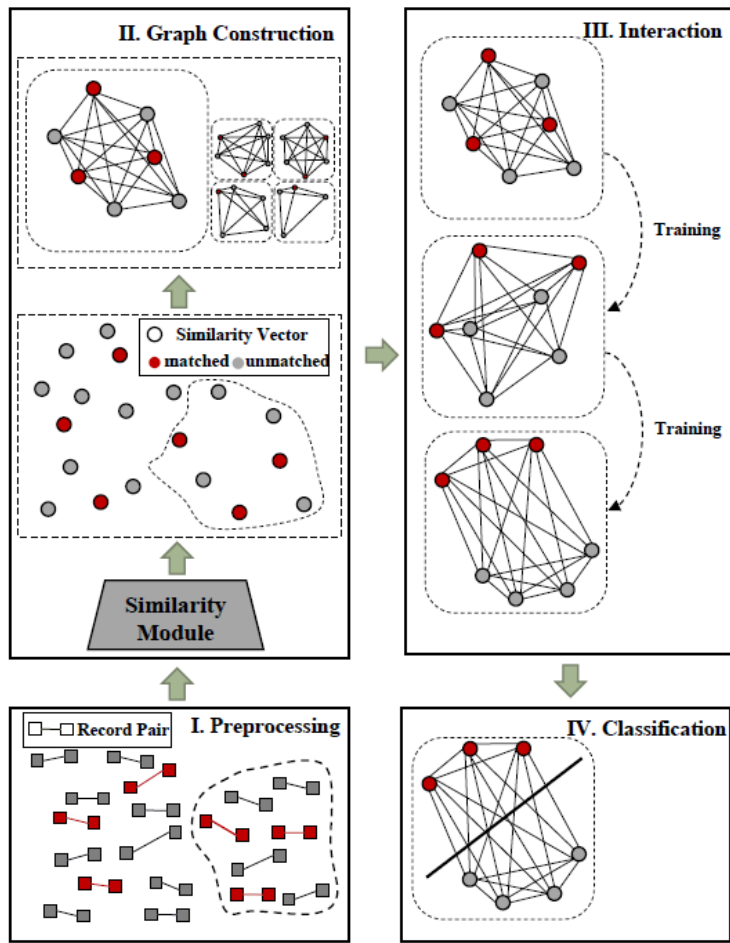 II. Graph Construction
Similarity Vector
matched
unmatched
Similarity
Module
Record Pair
I. Preprocessing
III. Interaction
Training
Training
IV. Classification